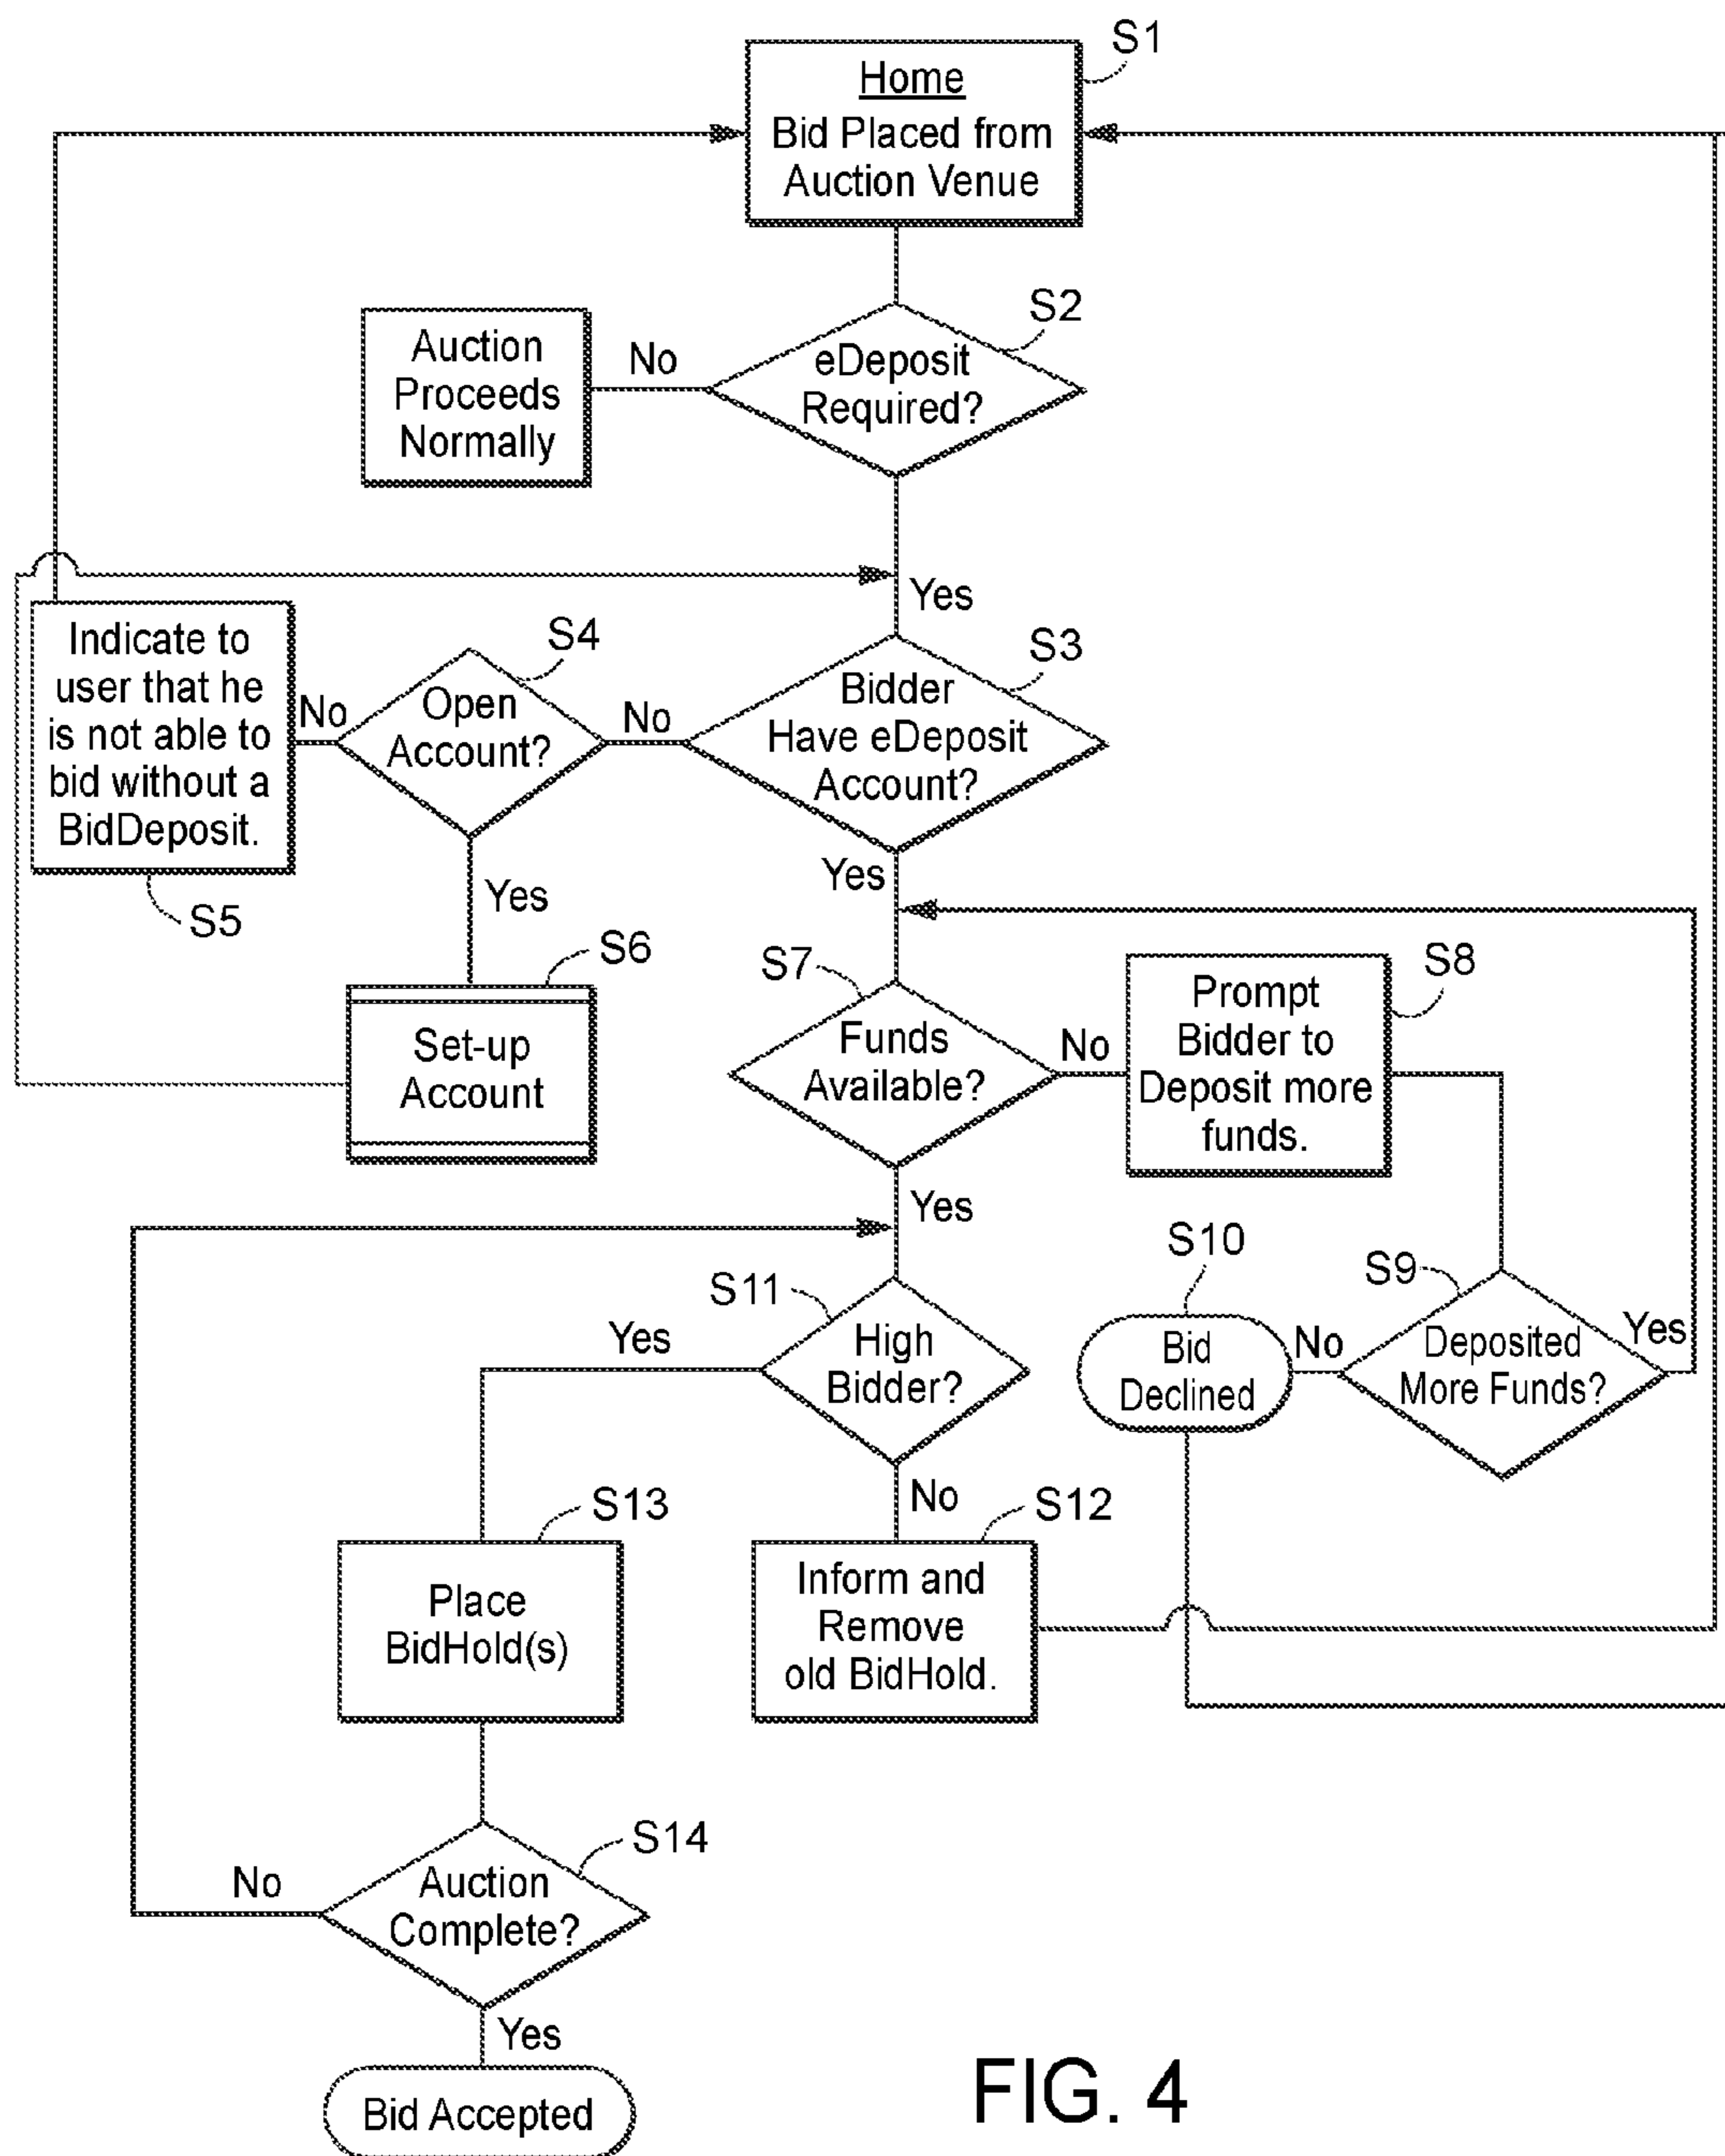 S1
Home
Bid Placed from
Auction Venue
S2
eDeposit
Required?
No
Auction
Proceeds
Normally
Yes
S3
Bidder
Have eDeposit
Account?
No
S4
Open
Account?
No
Indicate to
user that he
is not able to
bid without a
BidDeposit.
S5
Yes
S6
Set-up
Account
Yes
S7
Funds
Available?
No
S8
Prompt
Bidder to
Deposit more
funds.
Yes
S9
Deposited
More Funds?
Yes
No
S10
Bid
Declined
S11
High
Bidder?
Yes
No
S12
Inform and
Remove
old BidHold.
S13
Place
BidHold(s)
S14
Auction
Complete?
No
Yes
Bid Accepted
FIG. 4